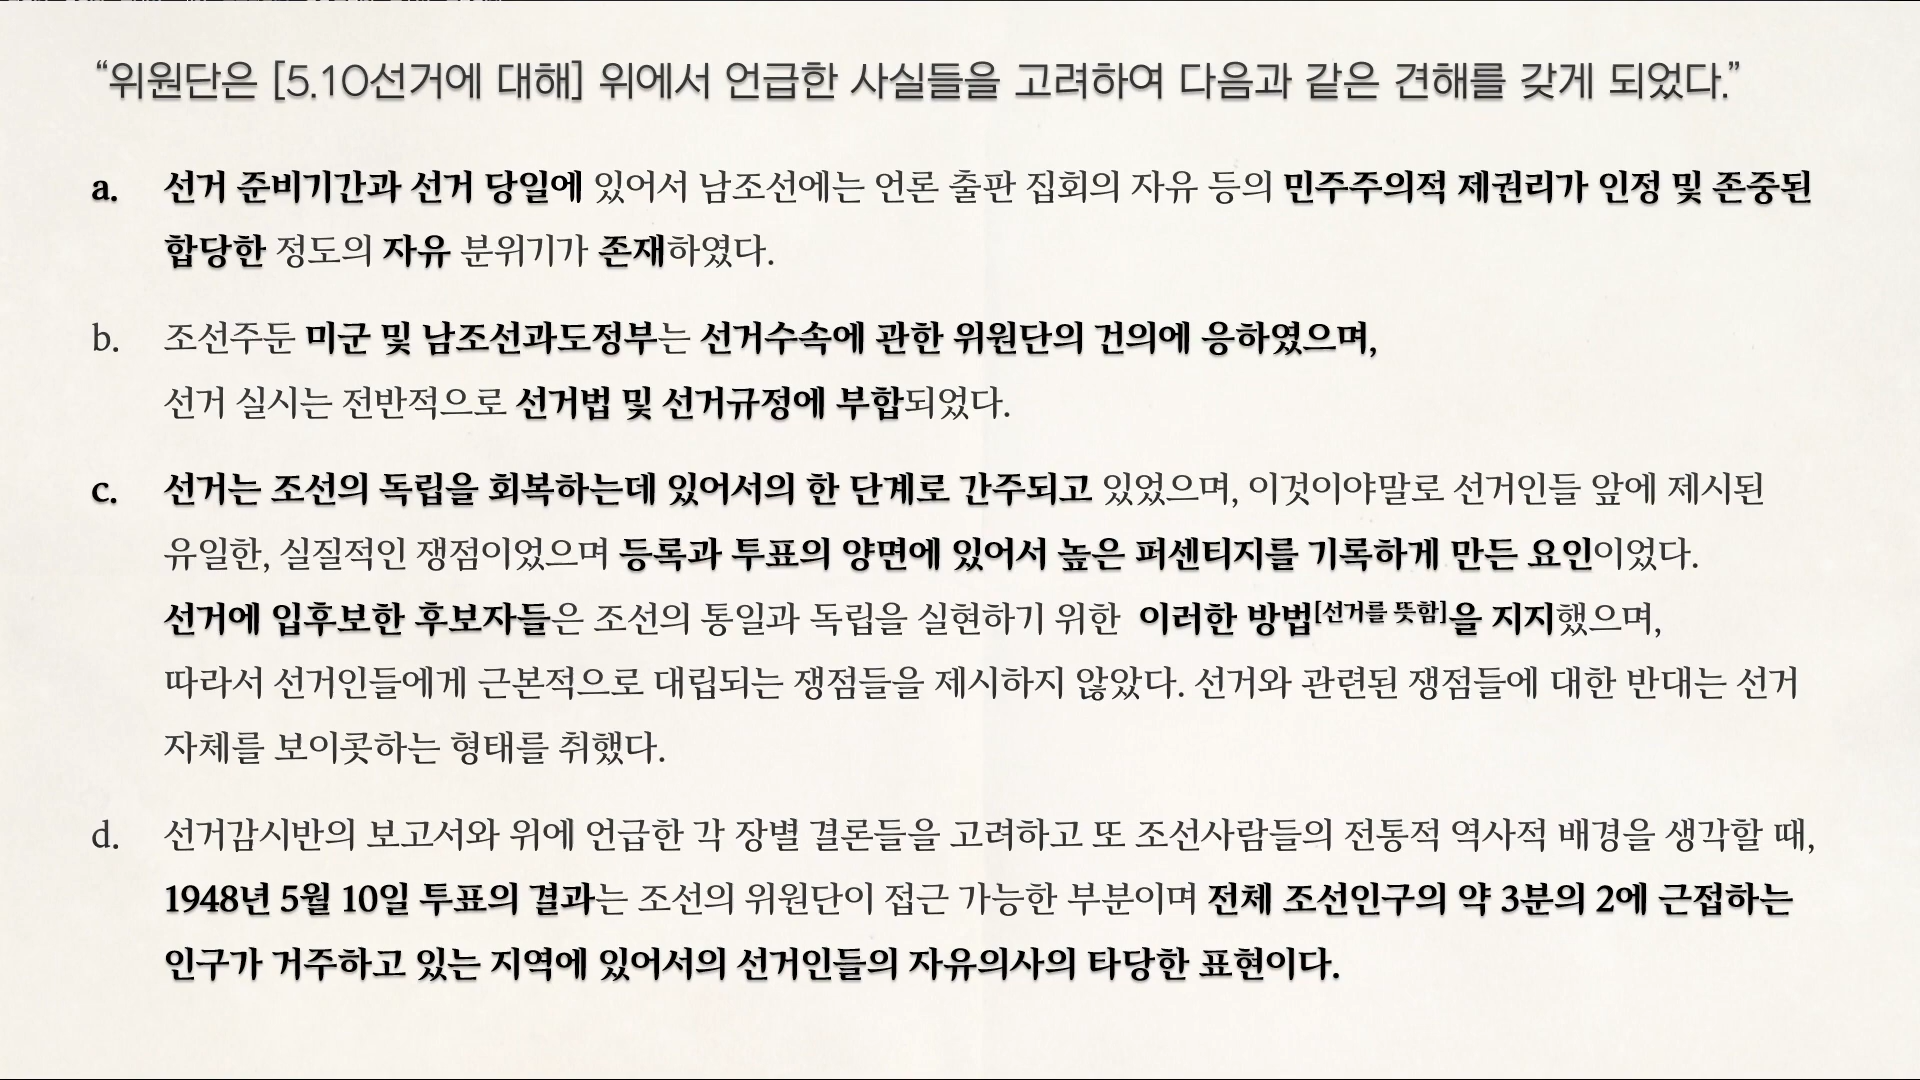 “위원단은 [5.10선거에 대해] 위에서 언급한 사실들을 고려하여 다음과 같은 견해를 갖게 되었다.”
a. 선거 준비기간과 선거 당일에 있어서 남조선에는 언론 출판 집회의 자유 등의 민주주의적 제권리가 인정 및 존중된
합당한 정도의 자유 분위기가 존재하였다.
b. 조선주둔 미군 및 남조선과도정부는 선거수속에 관한 위원단의 건의에 응하였으며,
선거 실시는 전반적으로 선거법 및 선거규정에 부합되었다.
c. 선거는 조선의 독립을 회복하는데 있어서의 한 단계로 간주되고 있었으며, 이것이야말로 선거인들 앞에 제시된
유일한, 실질적인 쟁점이었으며 등록과 투표의 양면에 있어서 높은 퍼센티지를 기록하게 만든 요인이었다.
선거에 입후보한 후보자들은 조선의 통일과 독립을 실현하기 위한 이러한 방법[선거를 뜻함]을 지지했으며,
따라서 선거인들에게 근본적으로 대립되는 쟁점들을 제시하지 않았다. 선거와 관련된 쟁점들에 대한 반대는 선거
자체를 보이콧하는 형태를 취했다.
d. 선거감시반의 보고서와 위에 언급한 각 장별 결론들을 고려하고 또 조선사람들의 전통적 역사적 배경을 생각할 때,
1948년 5월 10일 투표의 결과는 조선의 위원단이 접근 가능한 부분이며 전체 조선인구의 약 3분의 2에 근접하는
인구가 거주하고 있는 지역에 있어서의 선거인들의 자유의사의 타당한 표현이다.